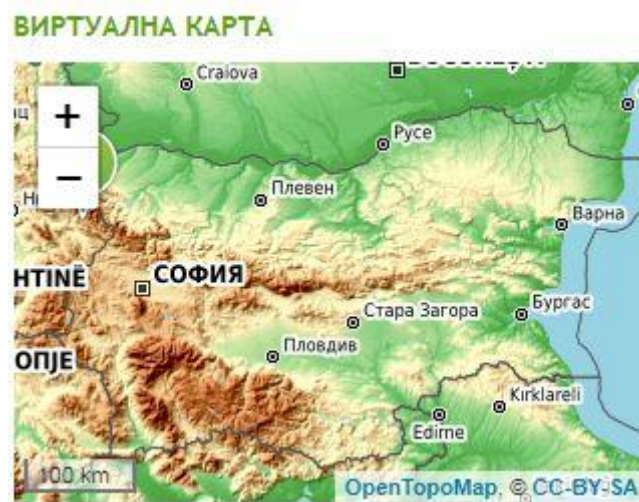 ВИРТУАЛНА КАРТА
Craiova
+
Русе
−
Плевен
Варна
СОФИЯ
Стара Загора
Бургас
Пловдив
Kırklareli
Edirne
100 km
OpenTopoMap, © CC-BY-SA